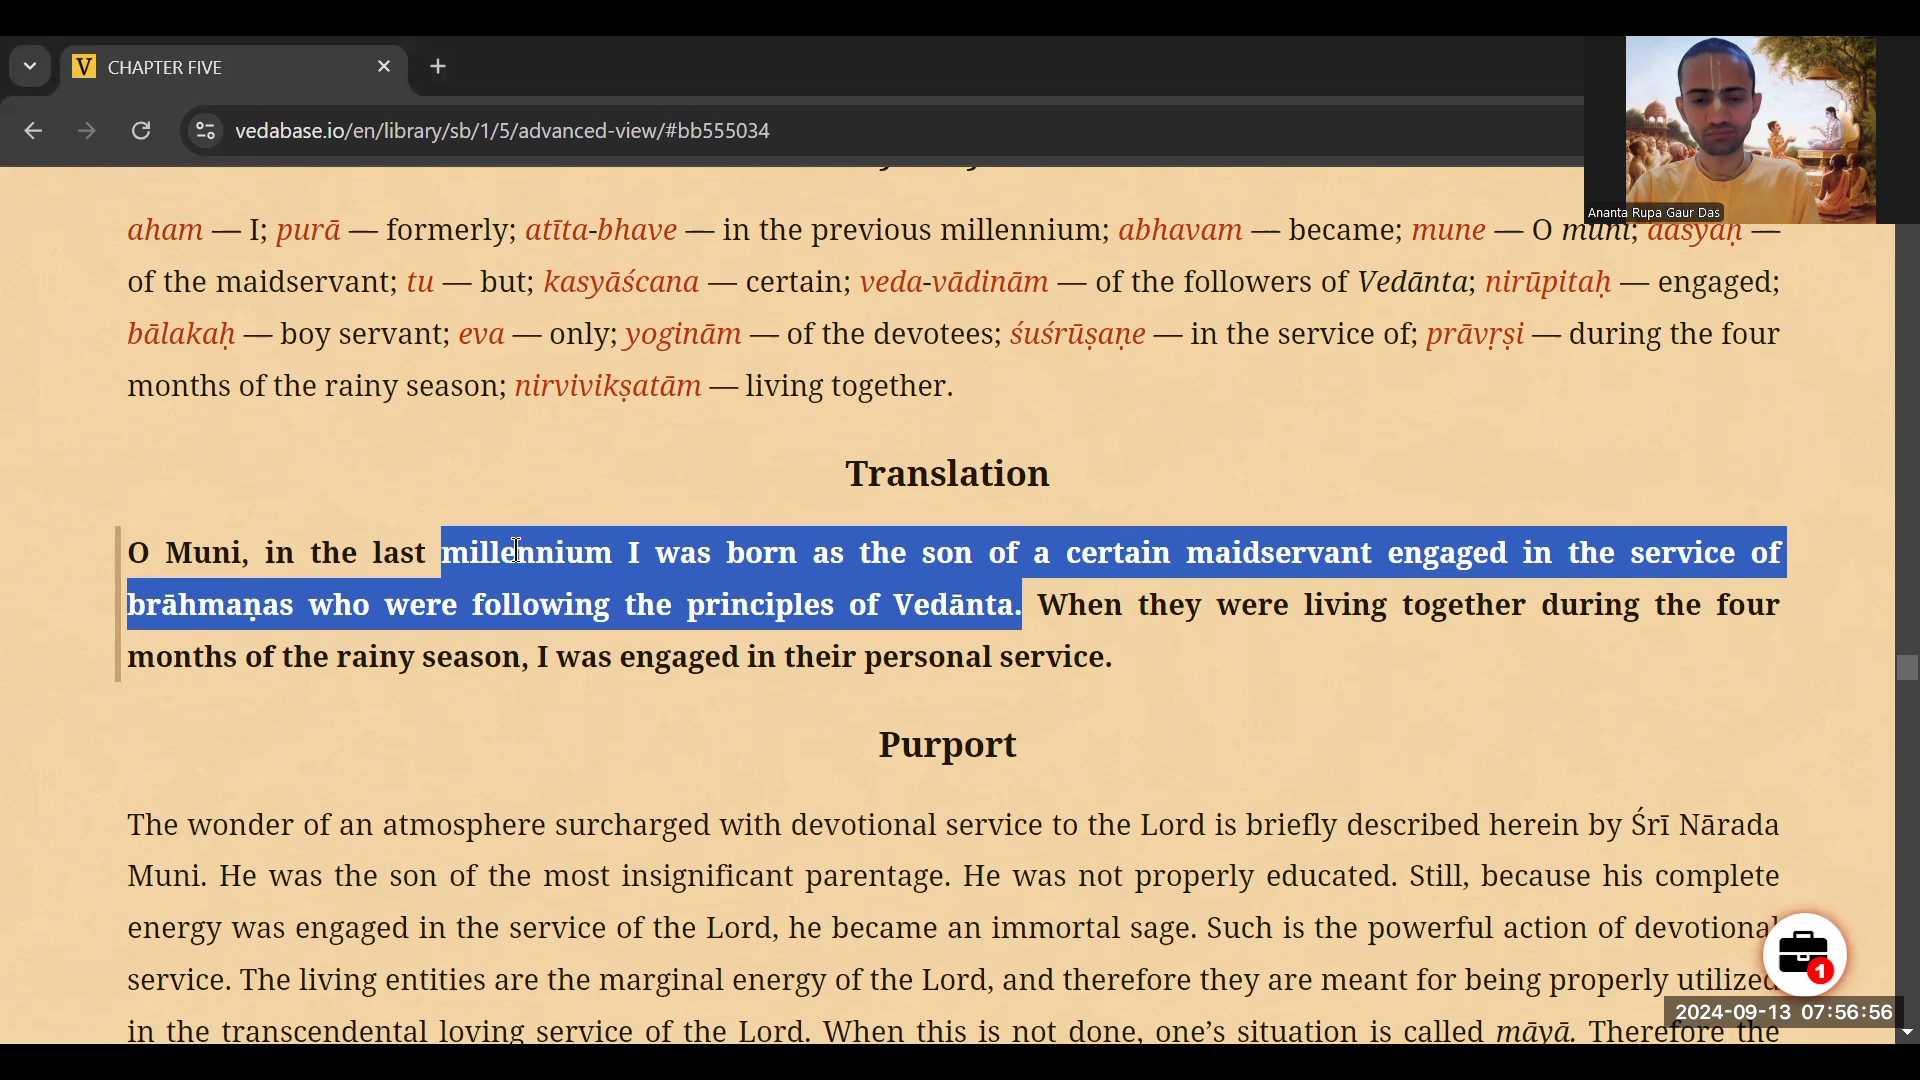 V CHAPTER FIVE
vedabase.io/en/library/sb/1/5/advanced-view/#bb555034
Ananta Rupa Gaur Das
aham — I; purā — formerly; atīta-bhave — in the previous millennium; abhavam — became; mune — O muni; dāsyāḥ —
of the maidservant; tu — but; kasyāścana — certain; veda-vādinām — of the followers of Vedānta; nirūpitaḥ — engaged;
bālakaḥ — boy servant; eva — only; yoginām — of the devotees; śuśrūṣaṇe — in the service of; prāvṛṣi — during the four
months of the rainy season; nirvivikṣatām — living together.
Translation
O Muni, in the last millennium I was born as the son of a certain maidservant engaged in the service of
brāhmaṇas who were following the principles of Vedānta. When they were living together during the four
months of the rainy season, I was engaged in their personal service.
Purport
The wonder of an atmosphere surcharged with devotional service to the Lord is briefly described herein by Śrī Nārada
Muni. He was the son of the most insignificant parentage. He was not properly educated. Still, because his complete
energy was engaged in the service of the Lord, he became an immortal sage. Such is the powerful action of devotional
service. The living entities are the marginal energy of the Lord, and therefore they are meant for being properly utilized
in the transcendental loving service of the Lord. When this is not done, one’s situation is called māyā. Therefore the
1
2024-09-13 07:56:56